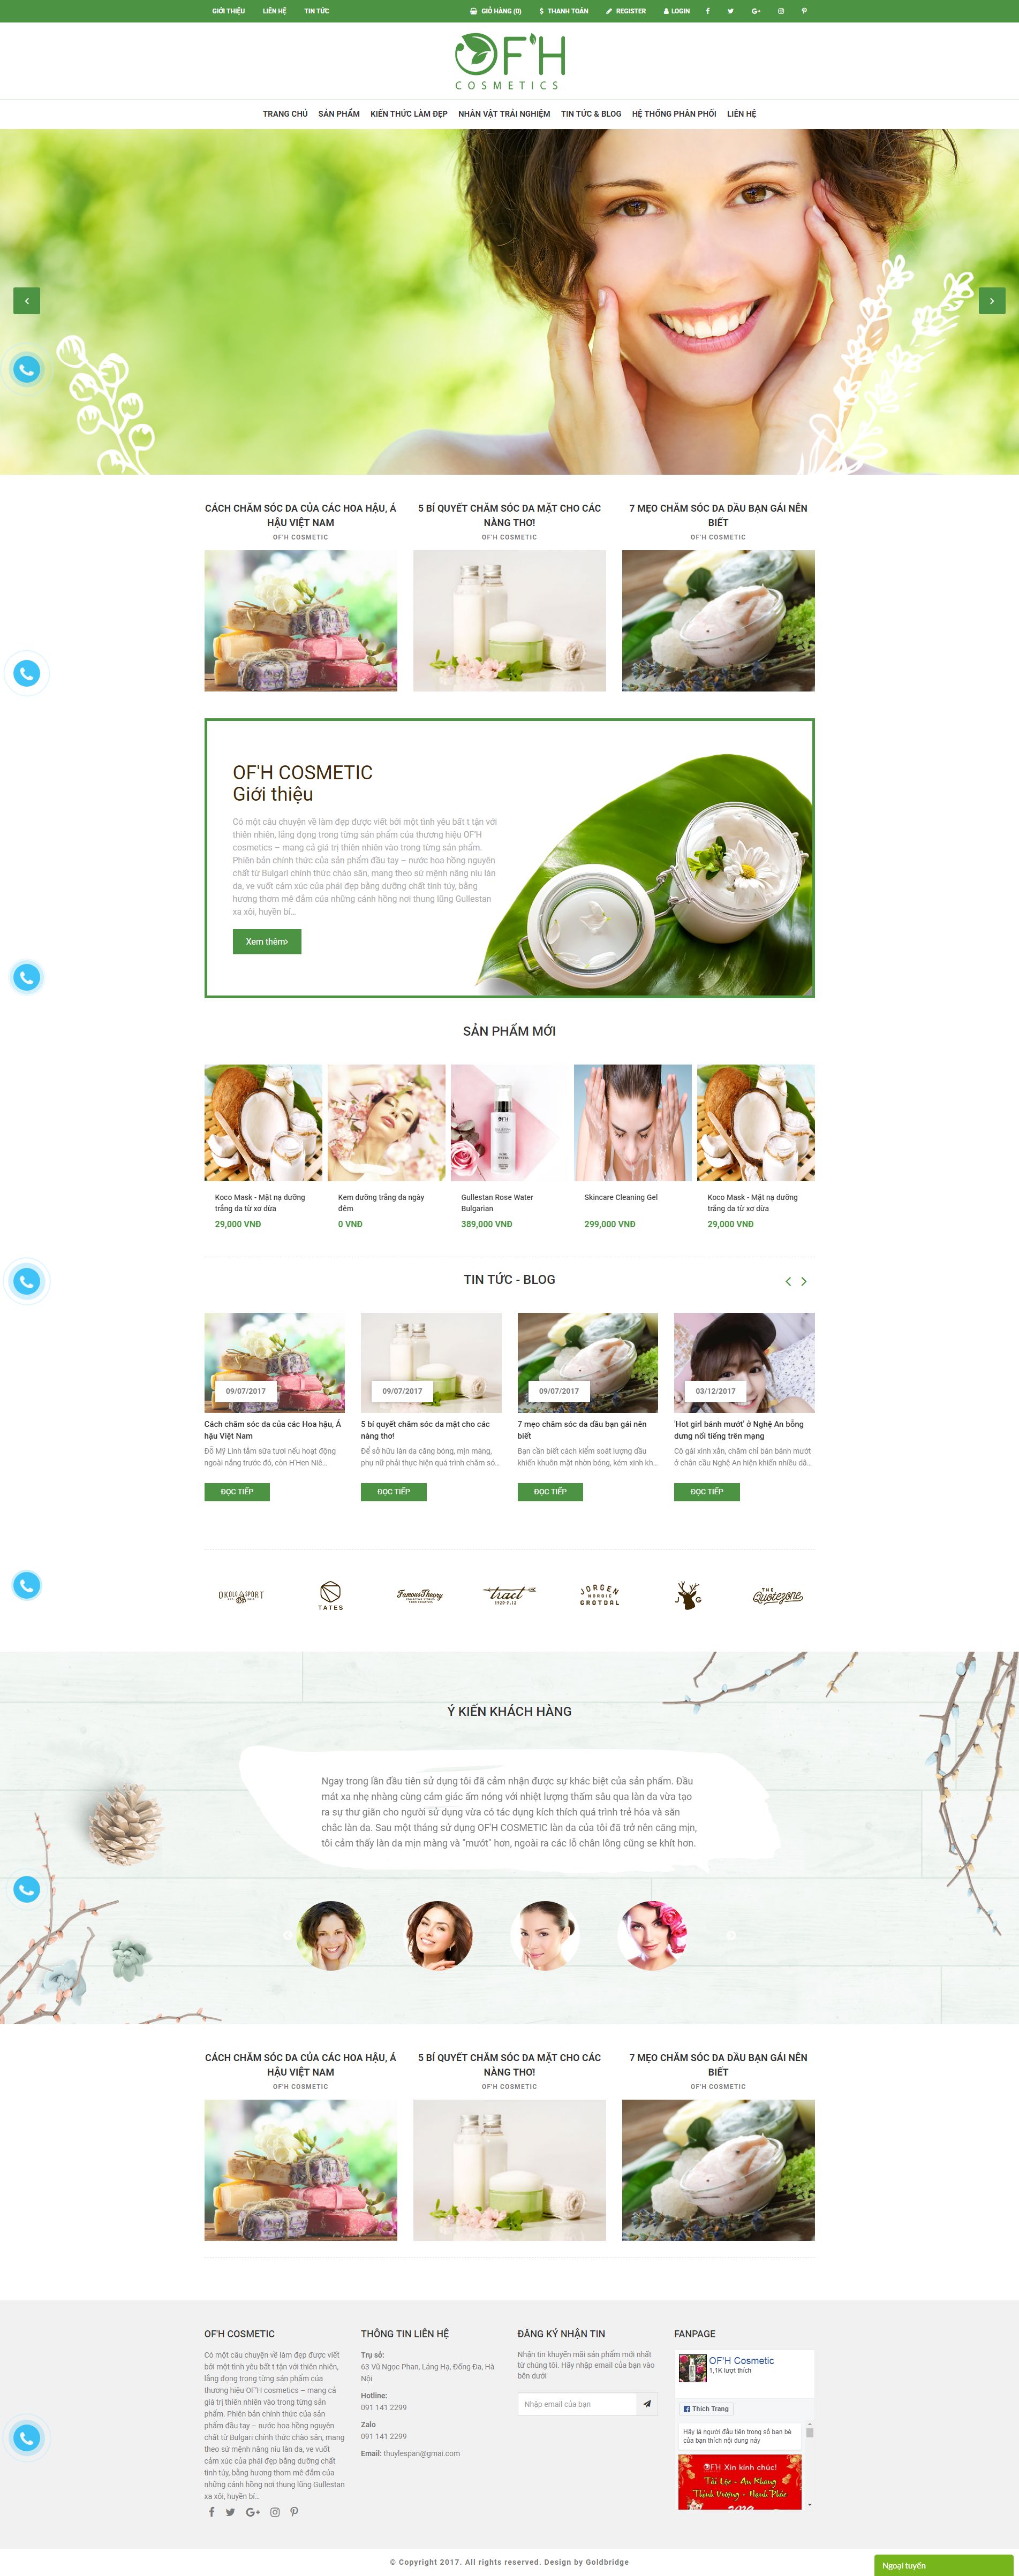 GIỚI THIỆU LIÊN HỆ TIN TỨC
GIỎ HÀNG (0) THANH TOÁN REGISTER LOGIN
OF'H
COSMETICS
TRANG CHỦ SẢN PHẨM KIẾN THỨC LÀM ĐẸP NHÂN VẬT TRẢI NGHIỆM TIN TỨC & BLOG HỆ THỐNG PHÂN PHỐI LIÊN HỆ
CÁCH CHĂM SÓC DA CỦA CÁC HOA HẬU, Á
HẬU VIỆT NAM
OF'H COSMETIC
5 BÍ QUYẾT CHĂM SÓC DA MẶT CHO CÁC
NÀNG THƠ!
OF'H COSMETIC
7 MẸO CHĂM SÓC DA DẦU BẠN GÁI NÊN
BIẾT
OF'H COSMETIC
OF'H COSMETIC
Giới thiệu
Có một câu chuyện về làm đẹp được viết bởi một tình yêu bất t tận với
thiên nhiên, lắng đọng trong từng sản phẩm của thương hiệu OF'H
cosmetics – mang cả giá trị thiên nhiên vào trong từng sản phẩm.
Phiên bản chính thức của sản phẩm đầu tay – nước hoa hồng nguyên
chất từ Bulgari chính thức chào sân, mang theo sứ mệnh nâng niu làn
da, ve vuốt cảm xúc của phái đẹp bằng dưỡng chất tinh túy, bằng
hương thơm mê đắm của những cánh hồng nơi thung lũng Gullestan
xa xôi, huyền bí...
Xem thêm
SẢN PHẨM MỚI
Koco Mask - Mặt nạ dưỡng
trắng da từ xơ dừa
29,000 VNĐ
Kem dưỡng trắng da ngày
đêm
0 VNĐ
Gullestan Rose Water
Bulgarian
389,000 VNĐ
Skincare Cleaning Gel
299,000 VNĐ
Koco Mask - Mặt nạ dưỡng
trắng da từ xơ dừa
29,000 VNĐ
TIN TỨC - BLOG
09/07/2017
Cách chăm sóc da của các Hoa hậu, Á
hậu Việt Nam
Đỗ Mỹ Linh tắm sữa tươi nếu hoạt động
ngoài nắng trước đó, còn H'Hen Niê...
ĐỌC TIẾP
09/07/2017
5 bí quyết chăm sóc da mặt cho các
nàng thơ!
Để sở hữu làn da căng bóng, mịn màng,
phụ nữ phải thực hiện quá trình chăm só...
ĐỌC TIẾP
09/07/2017
7 mẹo chăm sóc da dầu bạn gái nên
biết
Bạn cần biết cách kiểm soát lượng dầu
khiến khuôn mặt nhờn bóng, kém xinh kh...
ĐỌC TIẾP
03/12/2017
'Hot girl bánh mướt' ở Nghệ An bỗng
dưng nổi tiếng trên mạng
Cô gái xinh xắn, chăm chỉ bán bánh mướt
ở chân cầu Nghệ An hiện khiến nhiều dâ...
ĐỌC TIẾP
TATES
Famous Theory
tract
1920 P.12
JORGEN
NORDIC
GROTDAL
J G
THE
Quotezone
Ý KIẾN KHÁCH HÀNG
Ngay trong lần đầu tiên sử dụng tôi đã cảm nhận được sự khác biệt của sản phẩm. Đầu
mát xa nhẹ nhàng cùng cảm giác ấm nóng với nhiệt lượng thấm sâu qua làn da vừa tạo
ra sự thư giãn cho người sử dụng vừa có tác dụng kích thích quá trình trẻ hóa và săn
chắc làn da. Sau một tháng sử dụng OF'H COSMETIC làn da của tôi đã trở nên căng mịn,
tôi cảm thấy làn da mịn màng và "mướt" hơn, ngoài ra các lỗ chân lông cũng se khít hơn.
CÁCH CHĂM SÓC DA CỦA CÁC HOA HẬU, Á
HẬU VIỆT NAM
OF'H COSMETIC
5 BÍ QUYẾT CHĂM SÓC DA MẶT CHO CÁC
NÀNG THƠ!
OF'H COSMETIC
7 MẸO CHĂM SÓC DA DẦU BẠN GÁI NÊN
BIẾT
OF'H COSMETIC
OF'H COSMETIC
Có một câu chuyện về làm đẹp được viết
bởi một tình yêu bất t tận với thiên nhiên,
lắng đọng trong từng sản phẩm của
thương hiệu OF'H cosmetics – mang cả
giá trị thiên nhiên vào trong từng sản
phẩm. Phiên bản chính thức của sản
phẩm đầu tay – nước hoa hồng nguyên
chất từ Bulgari chính thức chào sân, mang
theo sứ mệnh nâng niu làn da, ve vuốt
cảm xúc của phái đẹp bằng dưỡng chất
tinh túy, bằng hương thơm mê đắm của
những cánh hồng nơi thung lũng Gullestan
xa xôi, huyền bí...
THÔNG TIN LIÊN HỆ
Trụ sở:
63 Vũ Ngọc Phan, Láng Hạ, Đống Đa, Hà
Nội
Hotline:
091 141 2299
Zalo
091 141 2299
Email: thuylespan@gmai.com
ĐĂNG KÝ NHẬN TIN
Nhận tin khuyến mãi sản phẩm mới nhất
từ chúng tôi. Hãy nhập email của bạn vào
bên dưới
Nhập email của bạn
FANPAGE
OF'H Cosmetic
1,1K lượt thích
Thích Trang
Hãy là người đầu tiên trong số bạn bè
của bạn thích nội dung này
OF'H Xin kính chúc!
Tài Lộc - An Khang
Thịnh Vượng - Hạnh Phúc
© Copyright 2017. All rights reserved. Design by Goldbridge
Ngoại tuyến